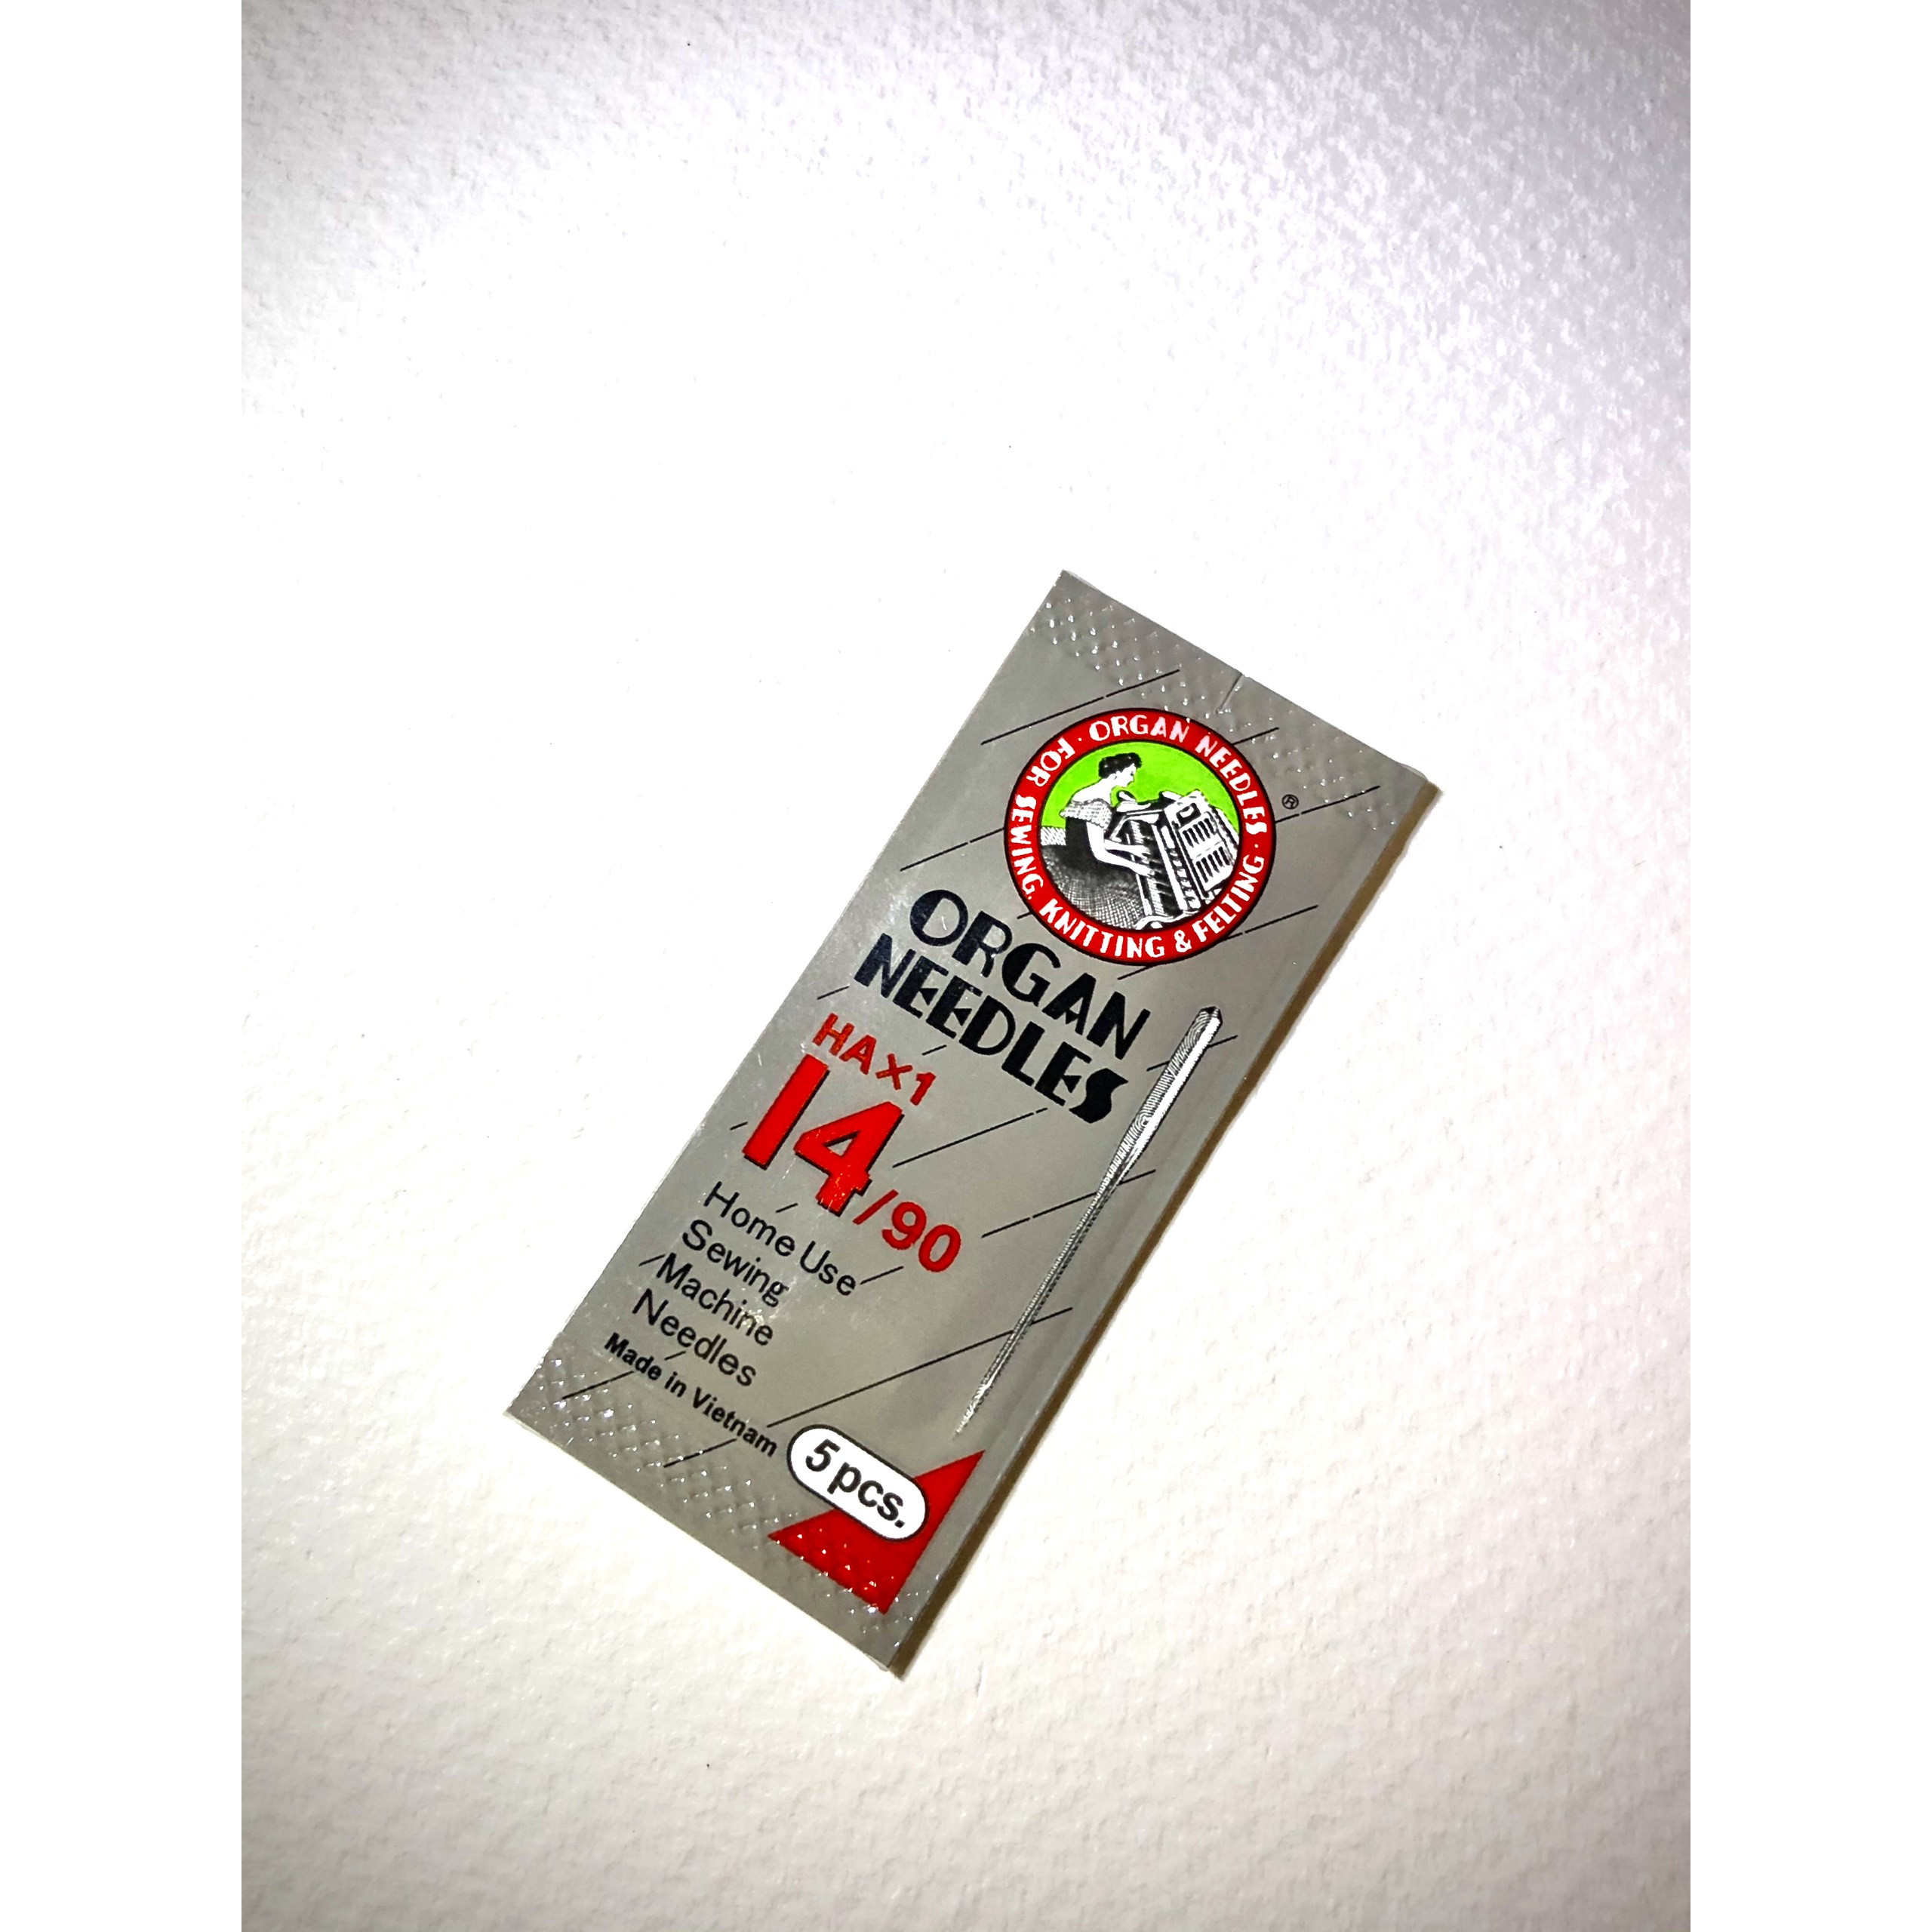 · ORGAN NEEDLES ·
FOR SEWING, KNITTING & FELTING
®
ORGAN
NEEDLES
HA×1
14/90
Home Use
Sewing
Machine
Needles
Made in Vietnam
5 pcs.